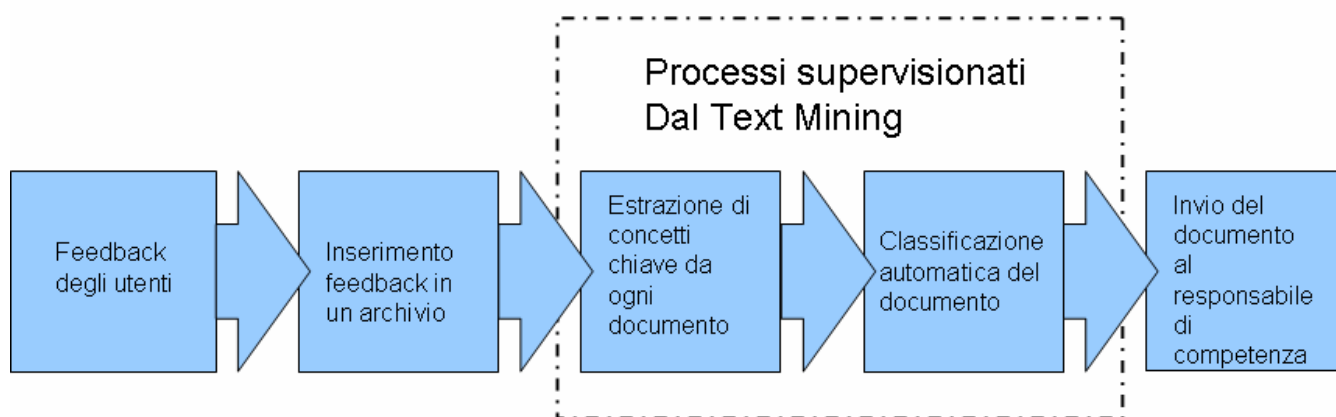 Processi supervisionati
Dal Text Mining
Feedback
degli utenti
Inserimento
feedback in
un archivio
Estrazione di
concetti
chiave da
ogni
documento
Classificazione
automatica del
documento
Invio del
documento
al
responsabile
di
competenza